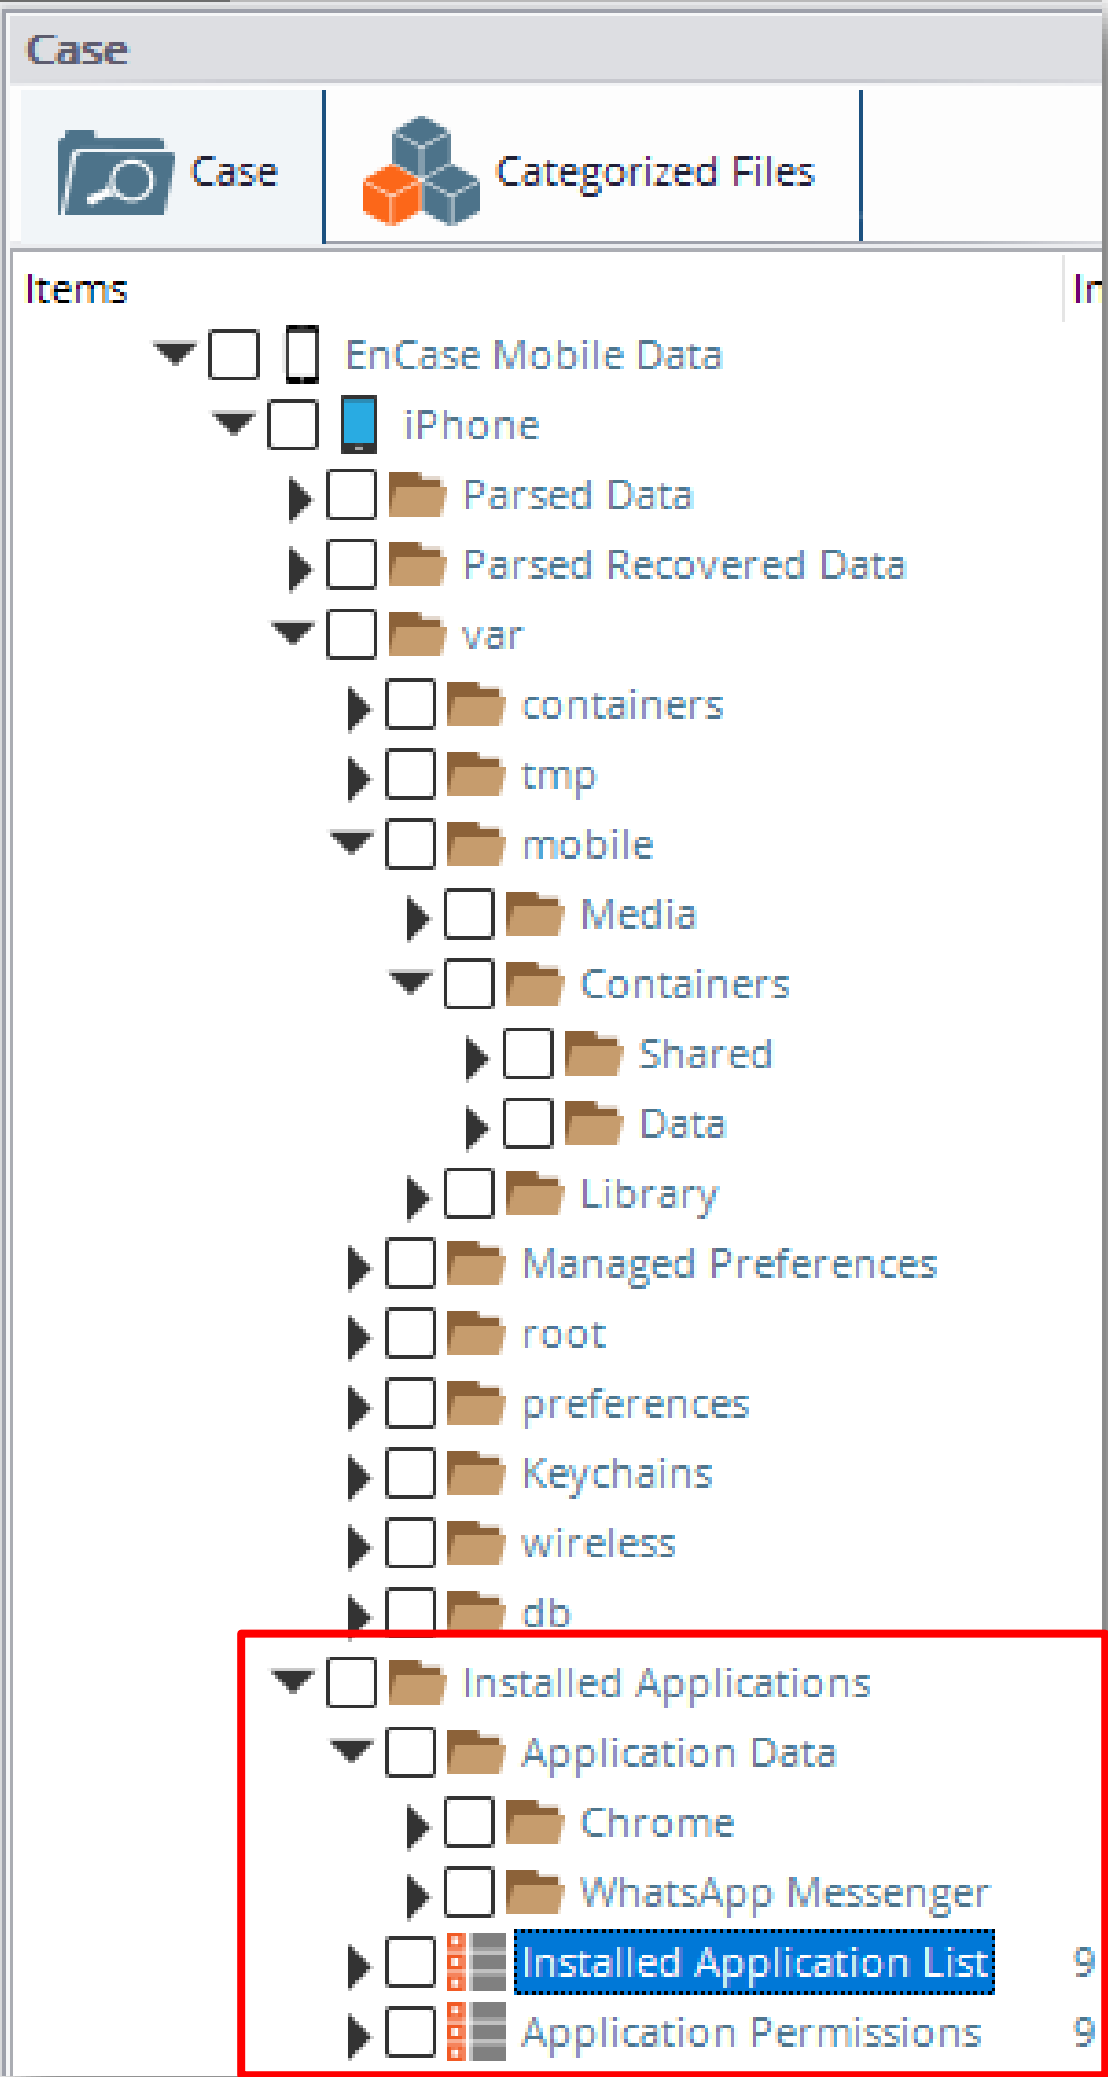 Case
Case
Categorized Files
Items
EnCase Mobile Data
iPhone
Parsed Data
Parsed Recovered Data
var
containers
tmp
mobile
Media
Containers
Shared
Data
Library
Managed Preferences
root
preferences
Keychains
wireless
db
Installed Applications
Application Data
Chrome
WhatsApp Messenger
Installed Application List 9
Application Permissions 9